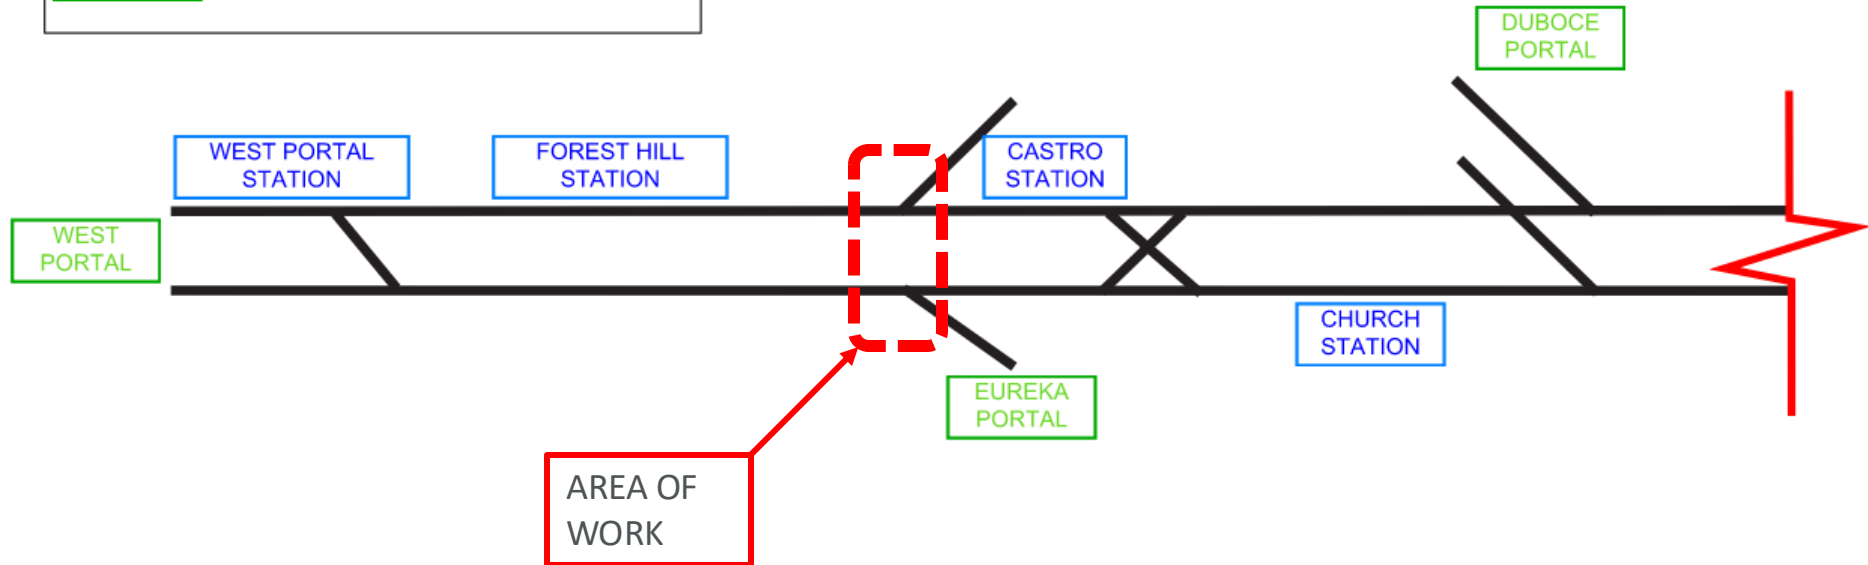 DUBOCE
PORTAL
WEST PORTAL
STATION
FOREST HILL
STATION
CASTRO
STATION
WEST
PORTAL
CHURCH
STATION
EUREKA
PORTAL
AREA OF
WORK